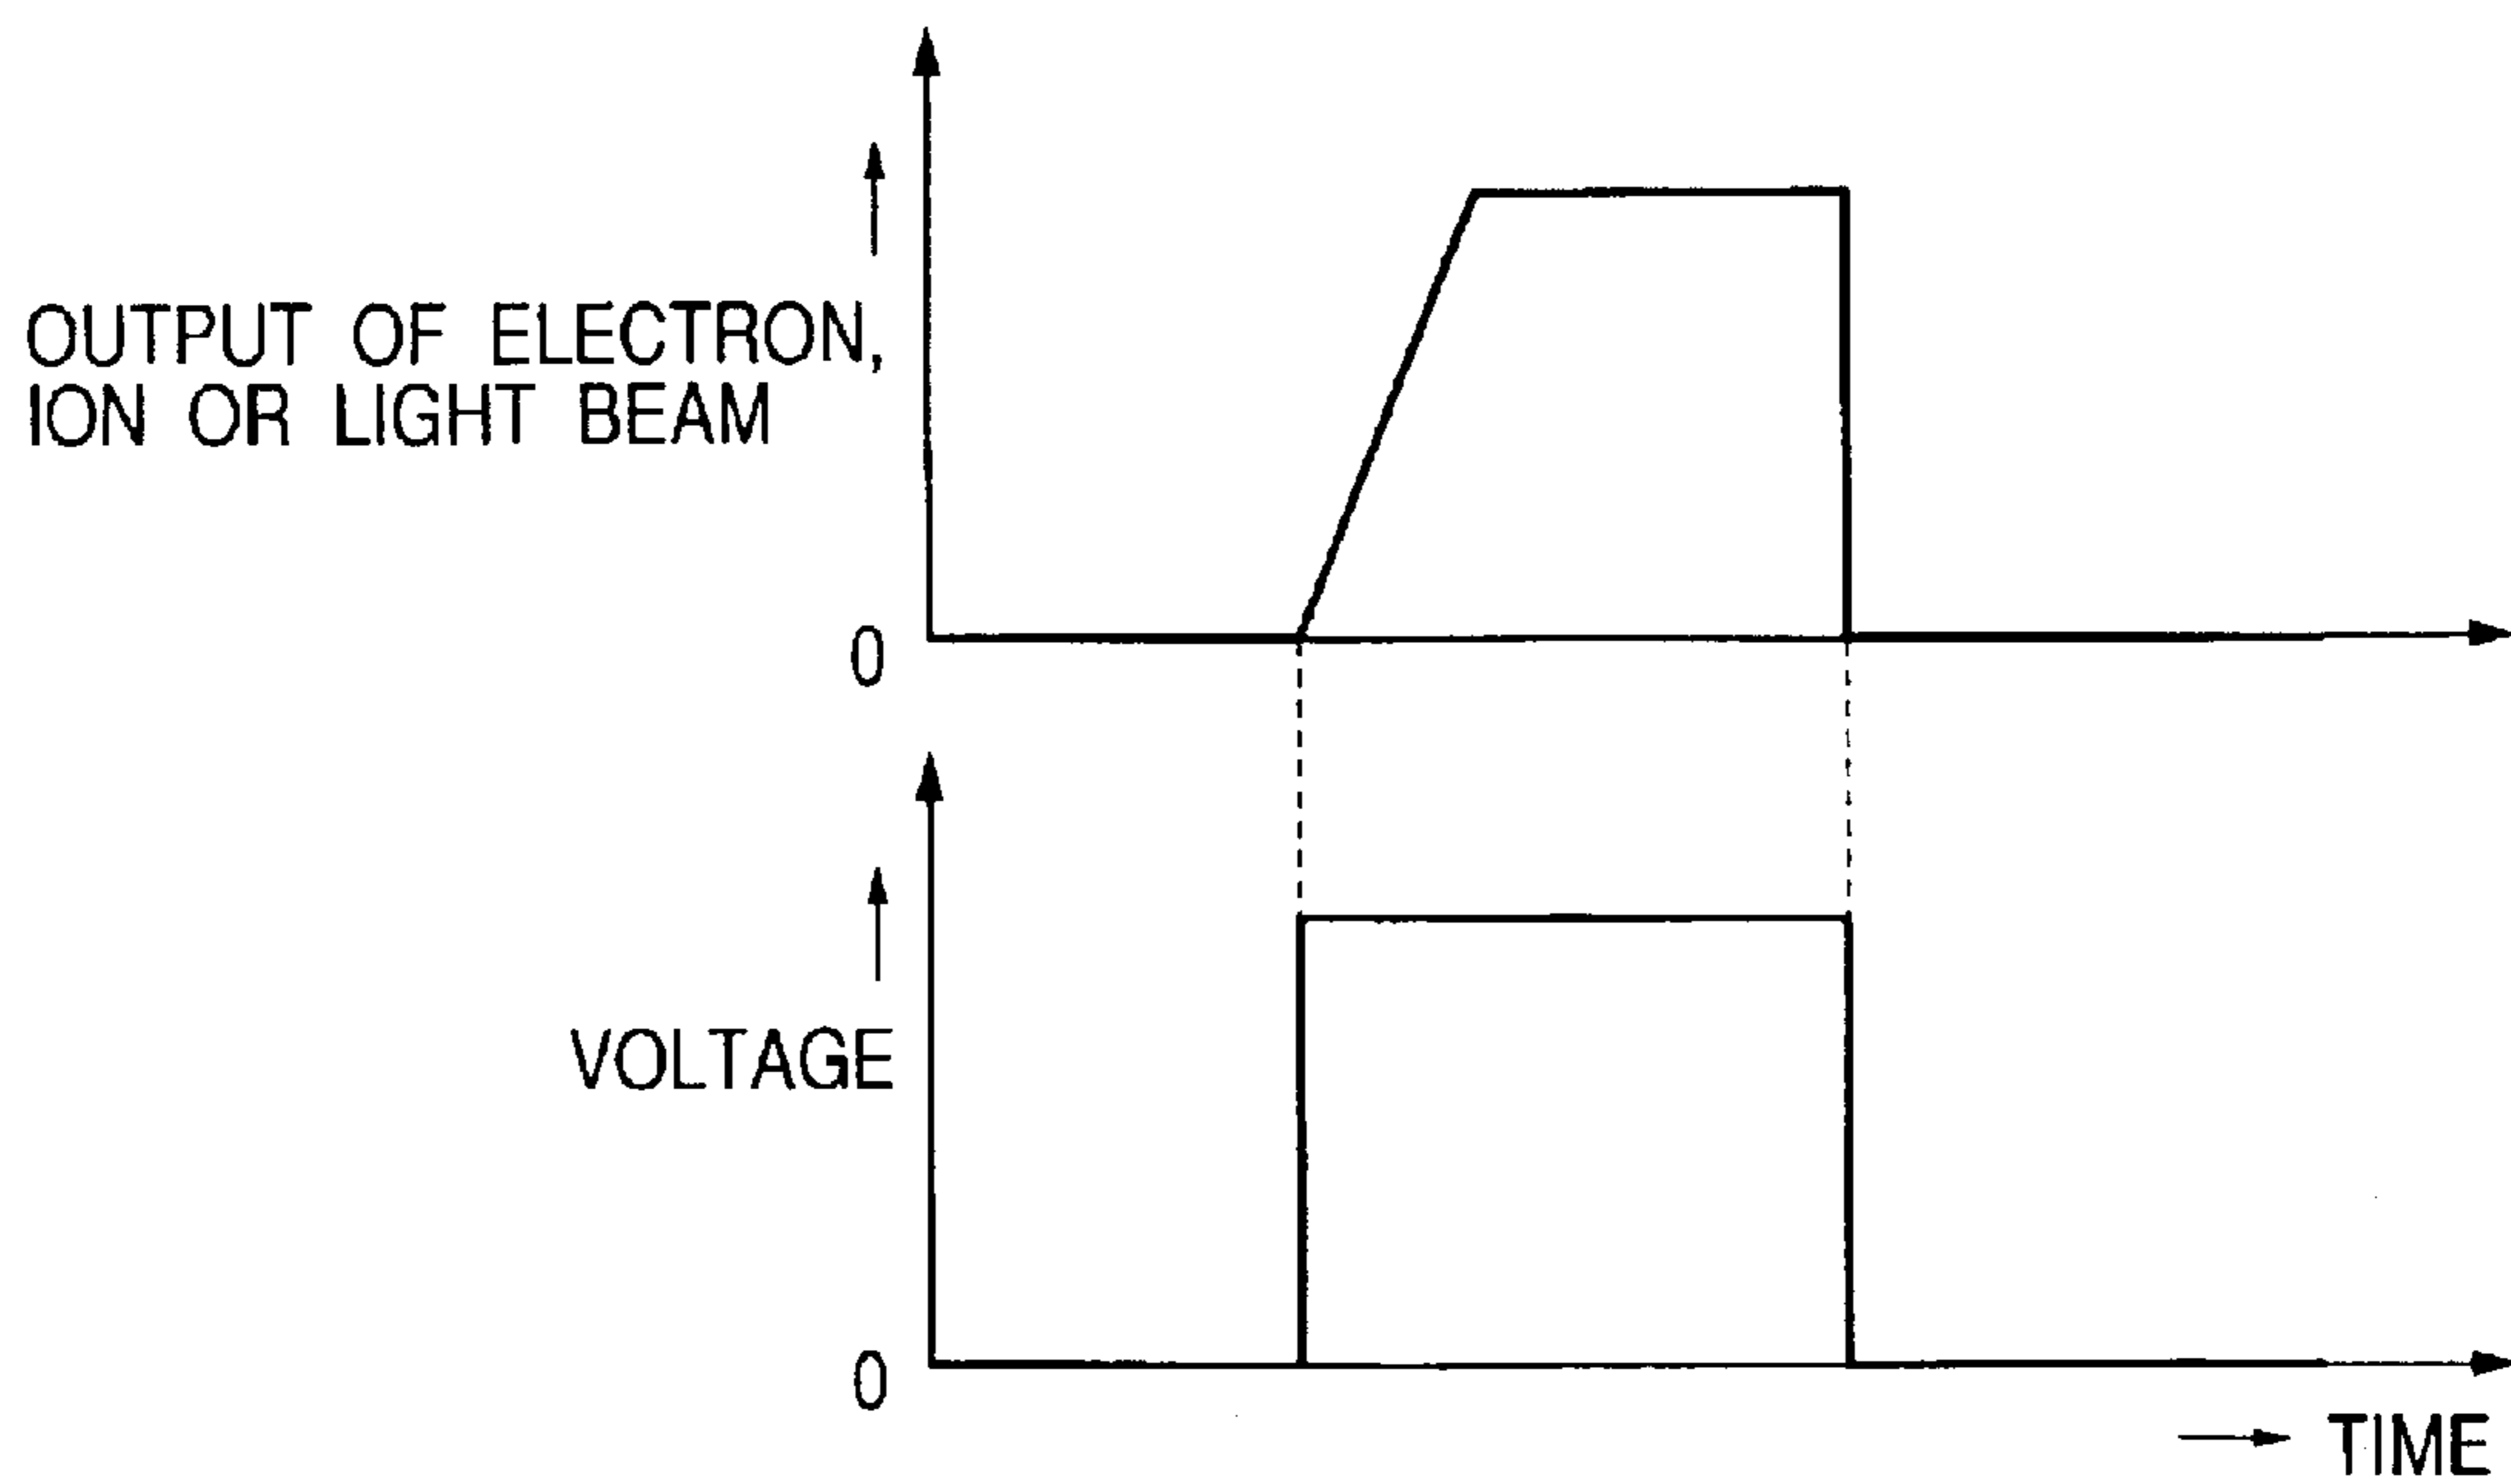 OUTPUT OF ELECTRON,
ION OR LIGHT BEAM
0
VOLTAGE
0
TIME